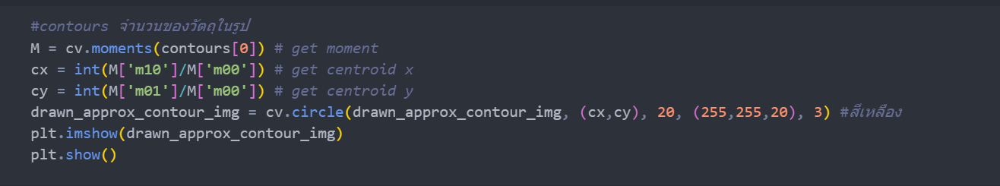 #contours จำนวนของวัตถุในรูป
M = cv.moments(contours[0]) # get moment
cx = int(M['m10']/M['m00']) # get centroid x
cy = int(M['m01']/M['m00']) # get centroid y
drawn_approx_contour_img = cv.circle(drawn_approx_contour_img, (cx,cy), 20, (255,255,20), 3) #สีเหลือง
plt.imshow(drawn_approx_contour_img)
plt.show()